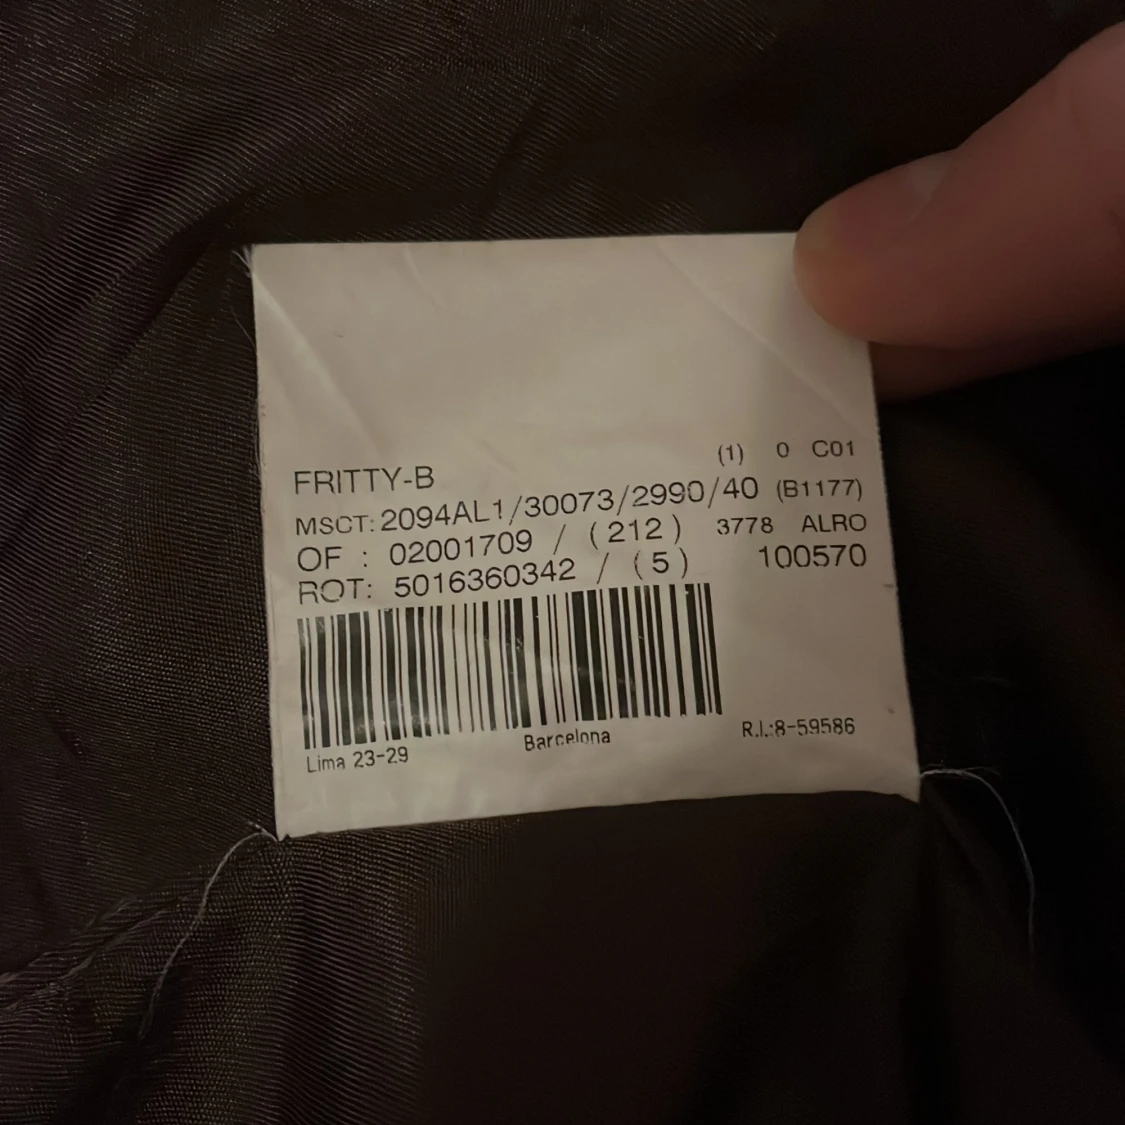 (1) 0 C01
FRITTY-B
MSCT: 2094AL1/30073/2990/40 (B1177)
OF : 02001709 / (212) 3778 ALRO
ROT: 5016360342 / (5) 100570
Lima 23-29 Barcelona R.I.:8-59586